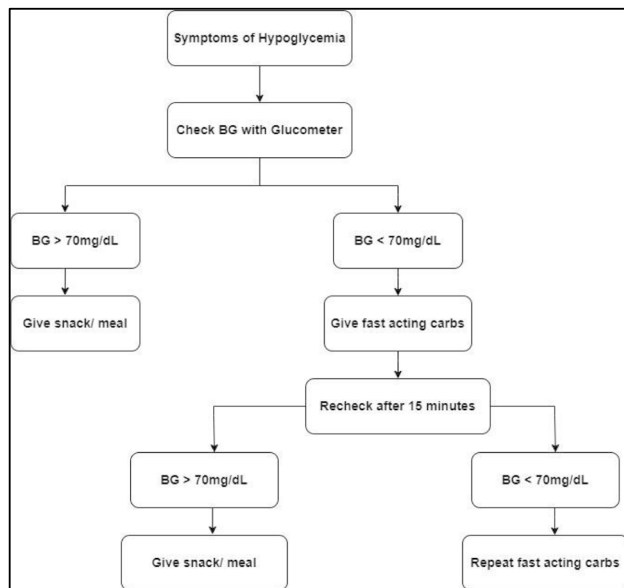 Symptoms of Hypoglycemia
Check BG with Glucometer
BG > 70mg/dL
BG < 70mg/dL
Give snack/ meal
Give fast acting carbs
Recheck after 15 minutes
BG > 70mg/dL
BG < 70mg/dL
Give snack/ meal
Repeat fast acting carbs